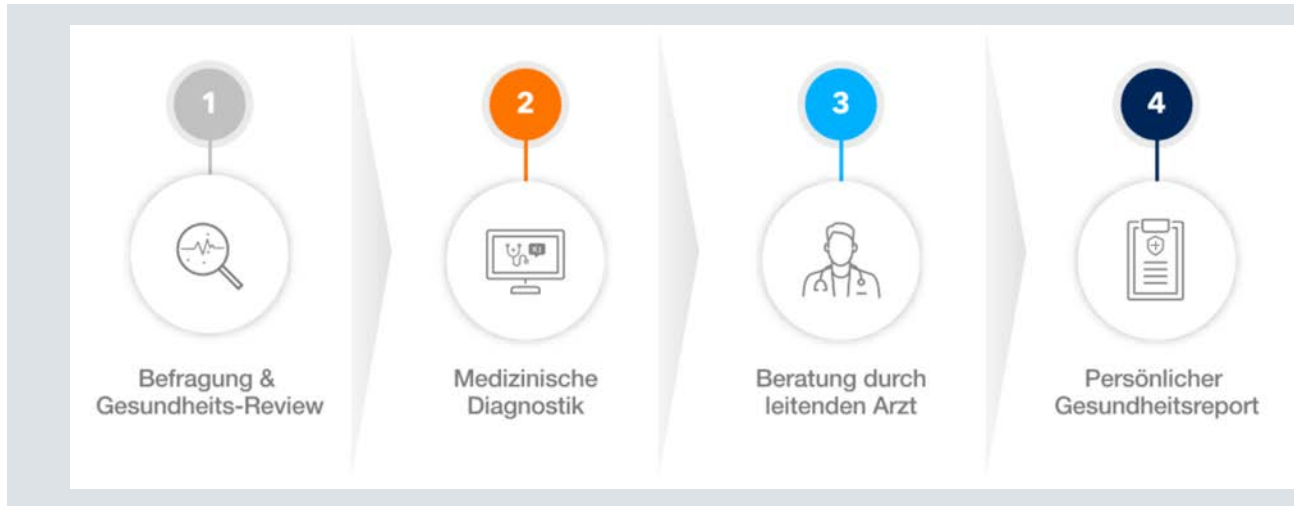 1
2
3
4
KI
Befragung &
Gesundheits-Review
Medizinische
Diagnostik
Beratung durch
leitenden Arzt
Persönlicher
Gesundheitsreport